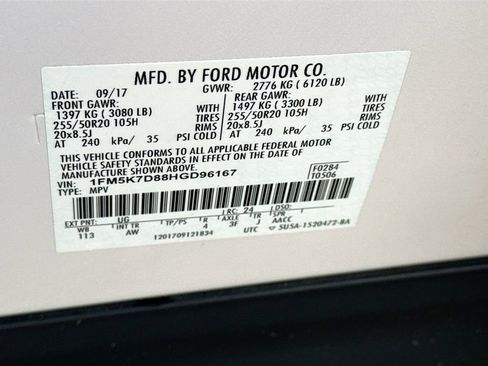 MFD. BY FORD MOTOR CO.
DATE: 09/17 GVWR: 2776 KG ( 6120 LB)
FRONT GAWR: REAR GAWR:
1397 KG ( 3080 LB) WITH 1497 KG ( 3300 LB) WITH
255/50R20 105H TIRES 255/50R20 105H TIRES
20x8.5J RIMS 20x8.5J RIMS
AT 240 kPa/ 35 PSI COLD AT 240 kPa/ 35 PSI COLD
THIS VEHICLE CONFORMS TO ALL APPLICABLE FEDERAL MOTOR
VEHICLE SAFETY STANDARDS IN EFFECT ON THE DATE OF
MANUFACTURE SHOWN ABOVE.
VIN: 1FM5K7D88HGD96167 F0284
TYPE: MPV T0506
EXT PNT: UG RC: 24 DSO:
WB INT TR TP/PS R AXLE TR SPR
113 AW 4 3F J AACC
1201709121834 UTC 5U5A-1520472-BA